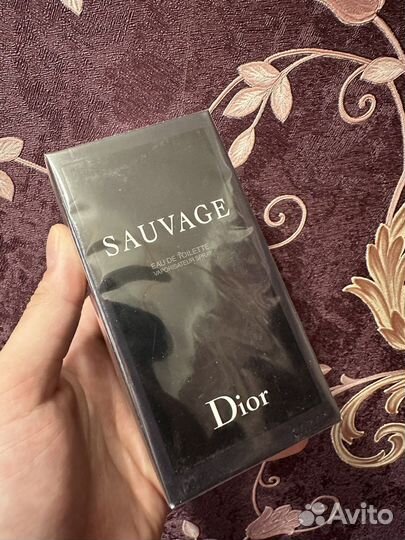 SAUVAGE
EAU DE TOILETTE
VAPORISATEUR SPRAY
Dior
Avito